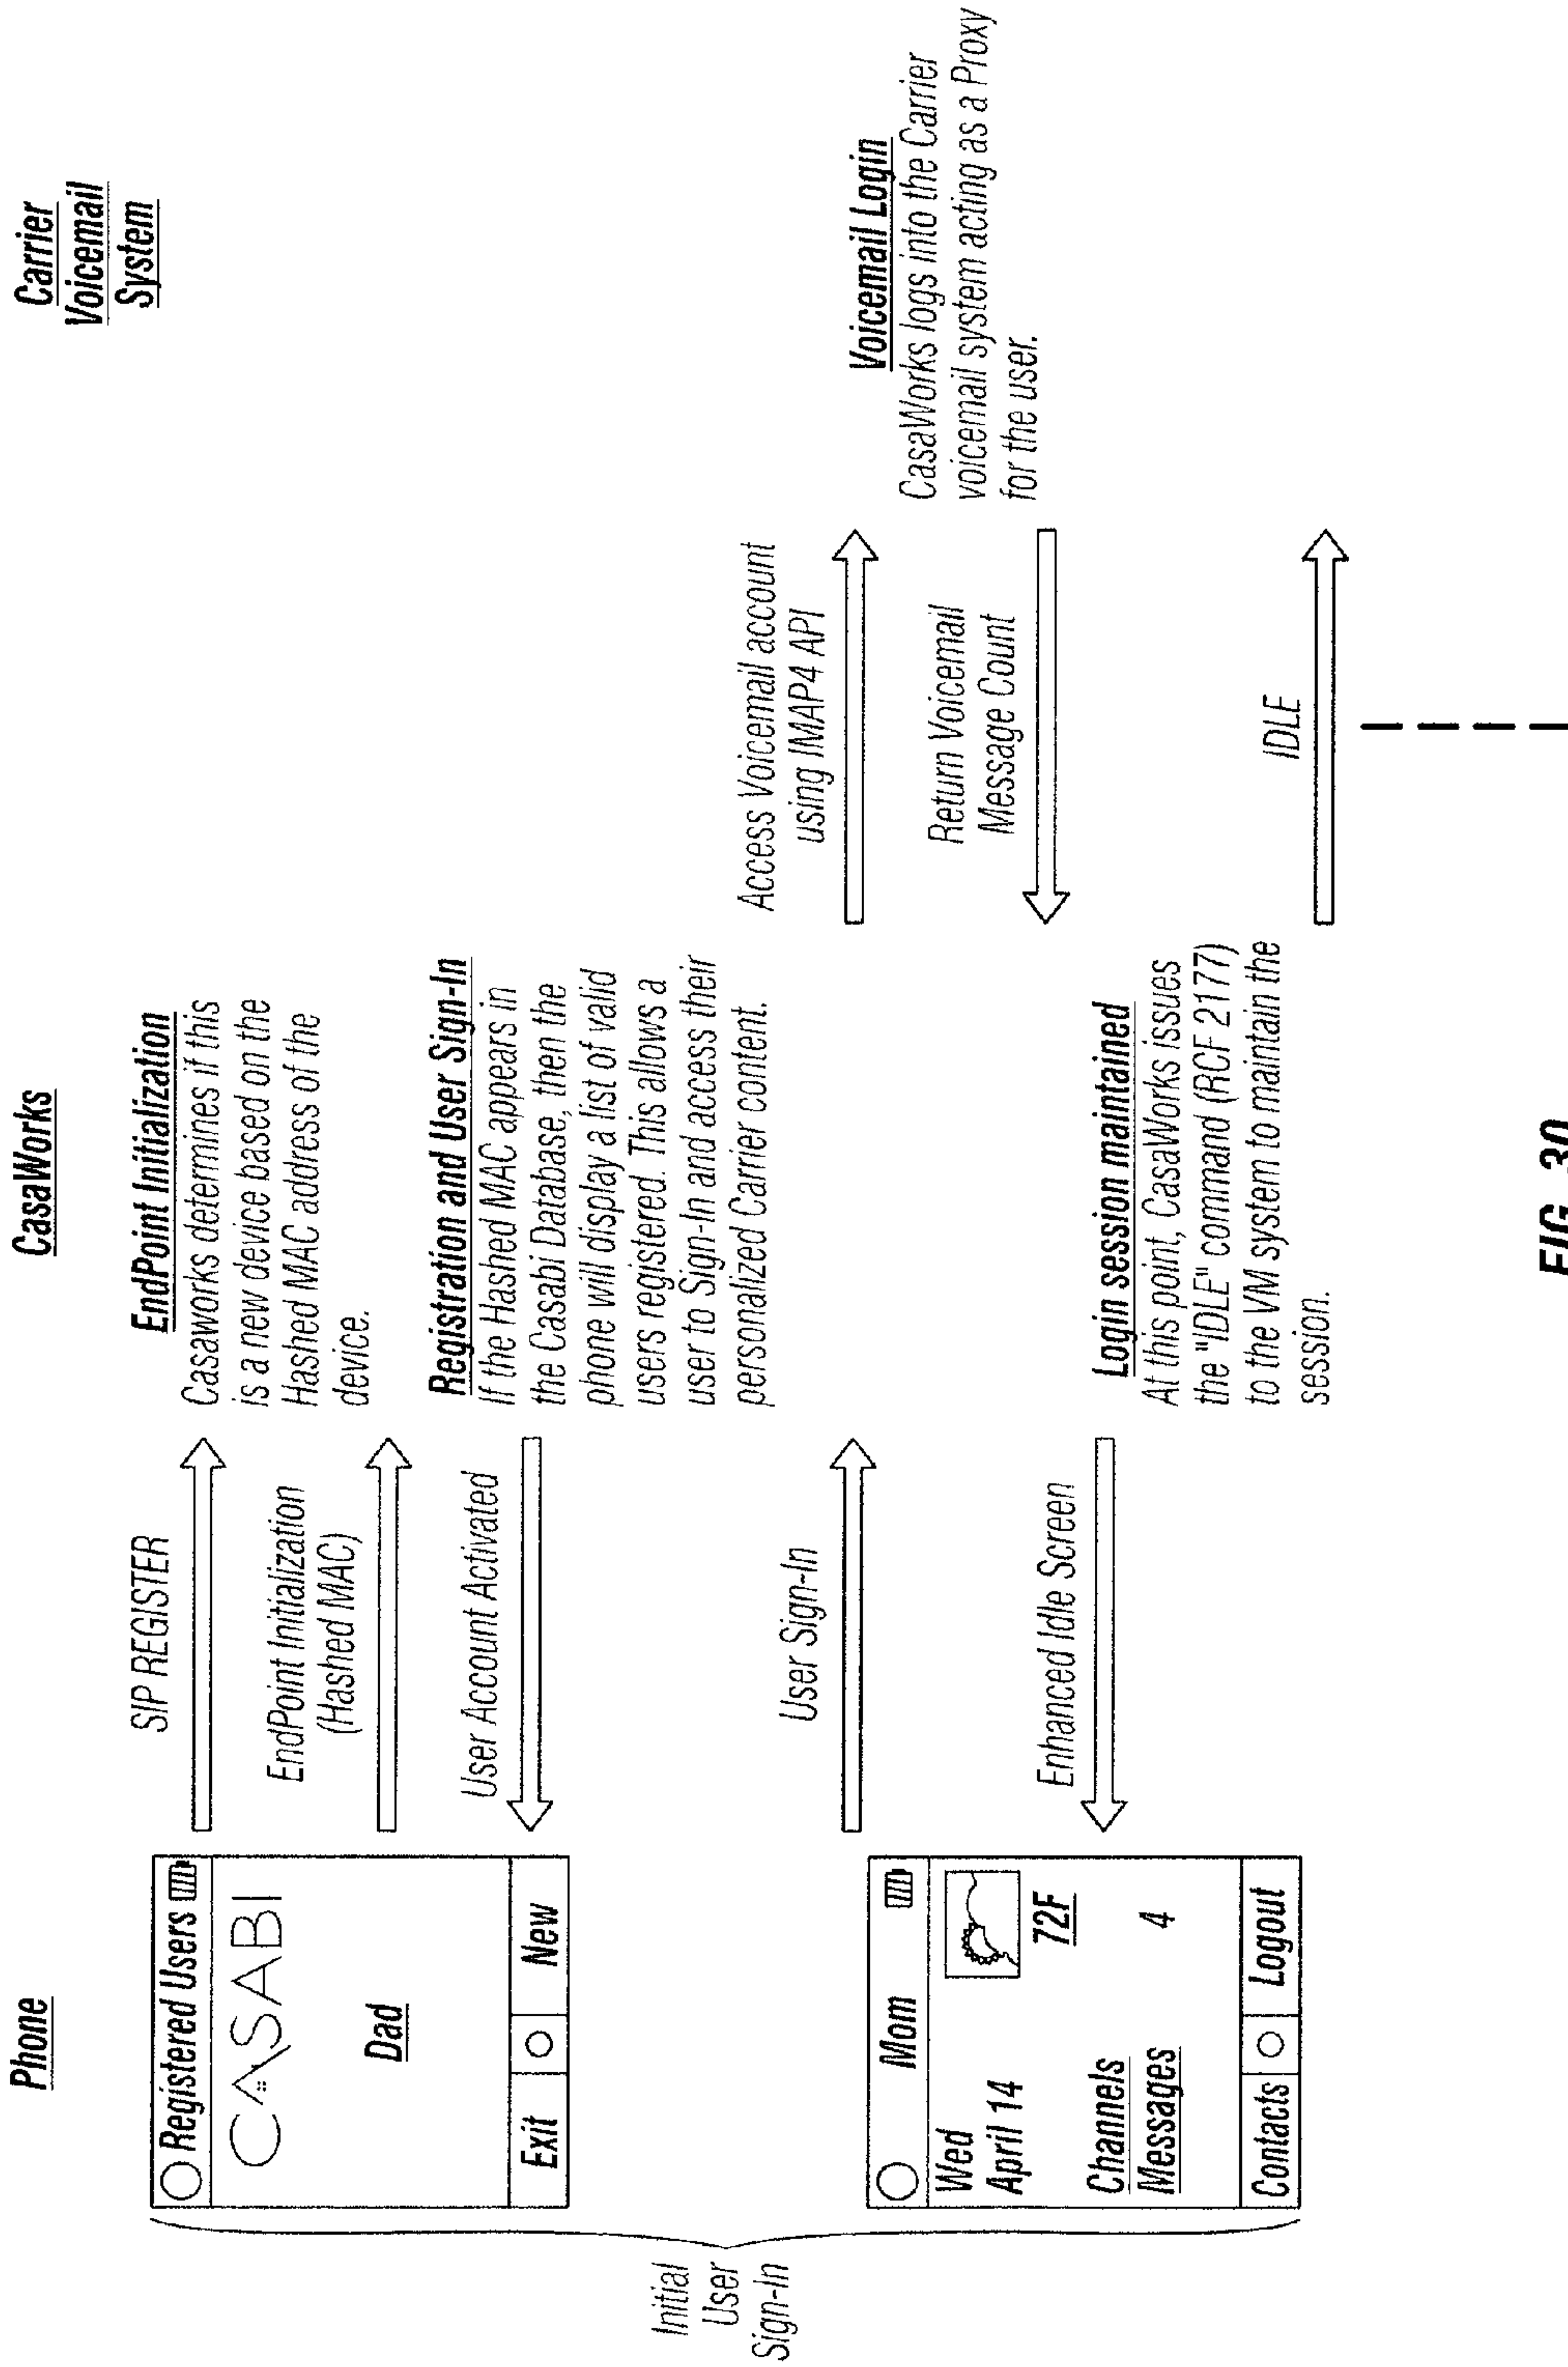 Phone
CasaWorks
Carrier
Voicemail
System
Initial
User
Sign-In
Registered Users
CASABI
Dad
Exit
New
SIP REGISTER
EndPoint Initialization
(Hashed MAC)
User Account Activated
EndPoint Initialization
Casaworks determines if this
is a new device based on the
Hashed MAC address of the
device.
Registration and User Sign-In
If the Hashed MAC appears in
the Casabi Database, then the
phone will display a list of valid
users registered. This allows a
user to Sign-In and access their
personalized Carrier content.
Mom
Wed
April 14
72F
Channels
Messages
4
Contacts
Logout
User Sign-In
Enhanced Idle Screen
Access Voicemail account
using IMAP4 API
Return Voicemail
Message Count
Voicemail Login
CasaWorks logs into the Carrier
voicemail system acting as a Proxy
for the user.
Login session maintained
At this point, CasaWorks issues
the "IDLE" command (RCF 2177)
to the VM system to maintain the
session.
IDLE
FIG. 30